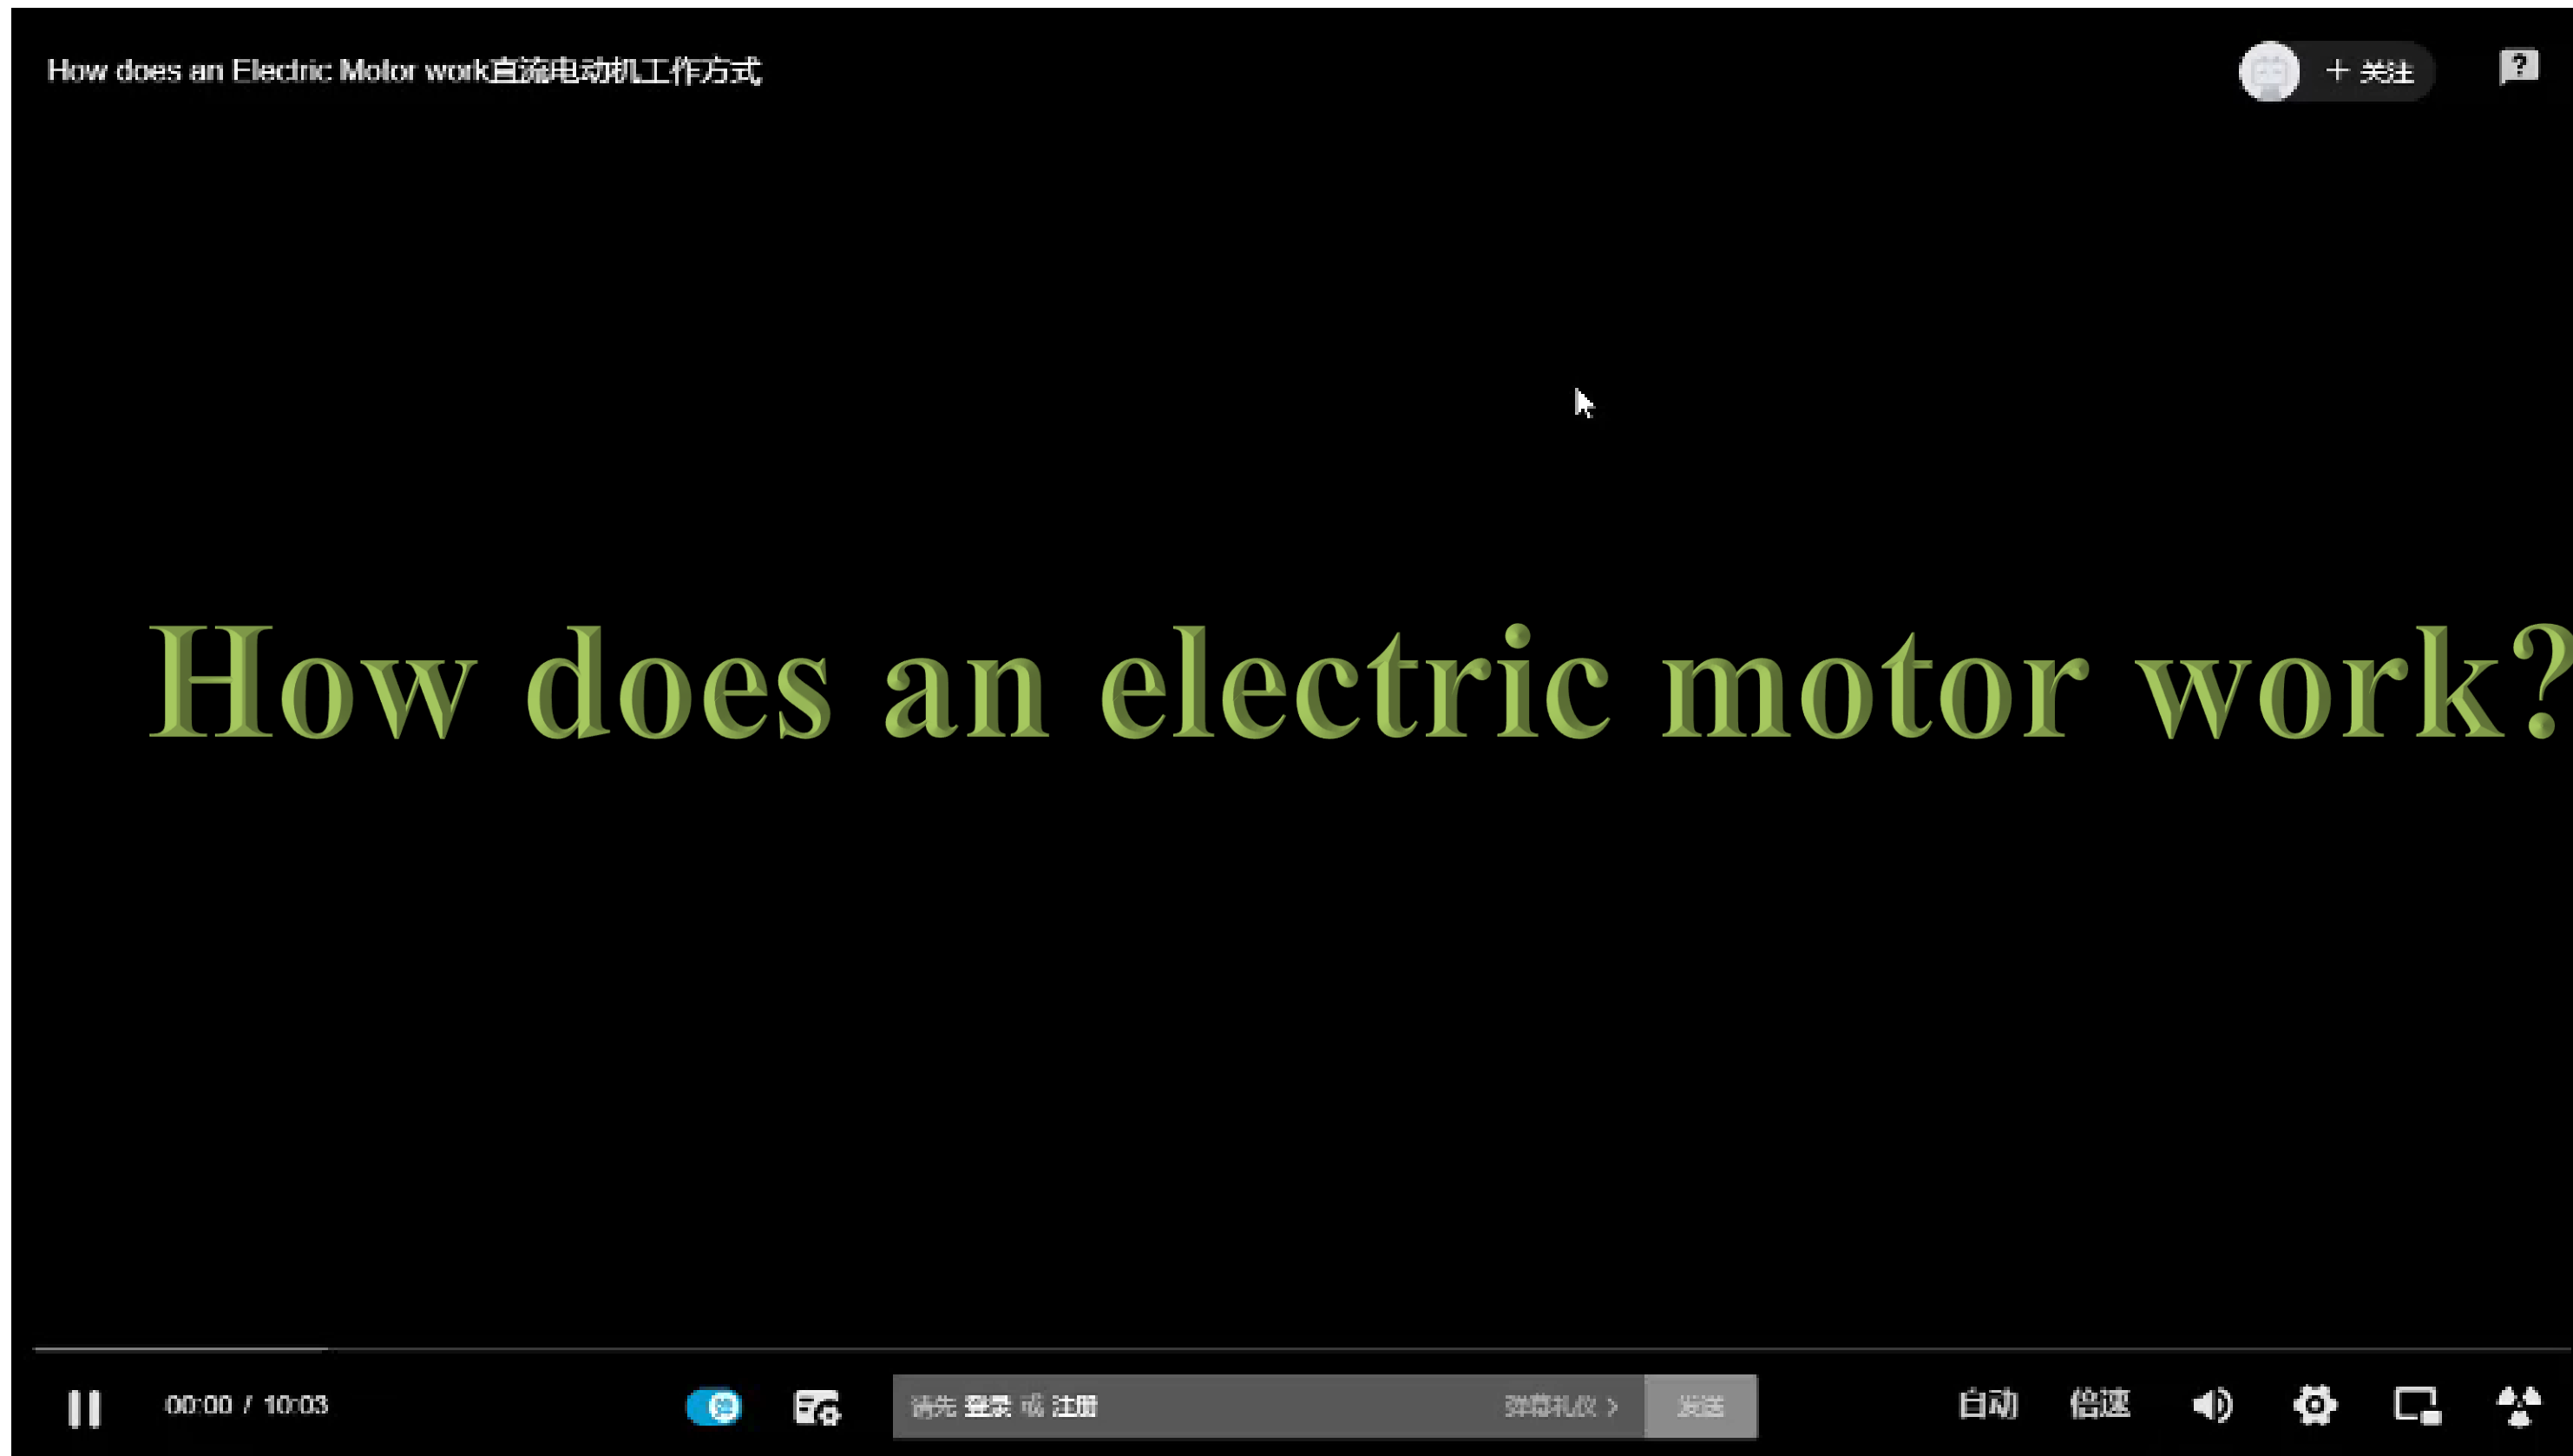 How does an Electric Motor work直流电动机工作方式
+ 关注
How does an electric motor work?
00:00 / 10:03
弹
请先 登录 或 注册
弹幕礼仪 >
发送
自动
倍速